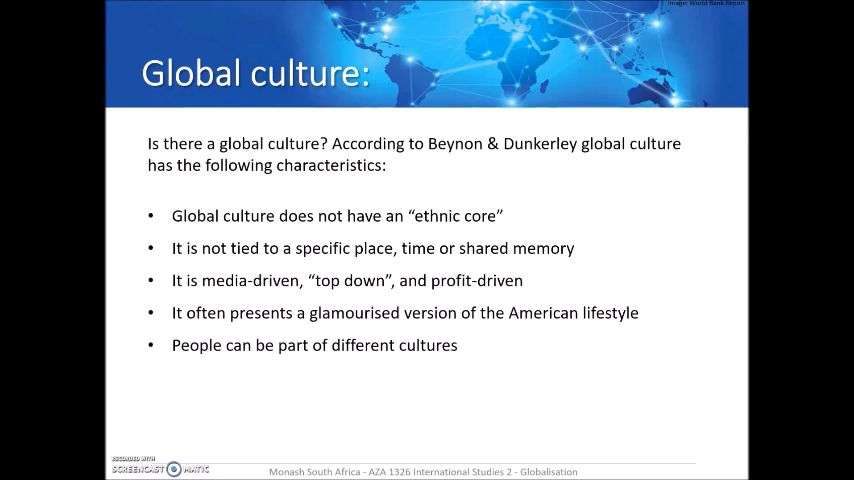 Image: World Bank Report
Global culture:
Is there a global culture? According to Beynon & Dunkerley global culture
has the following characteristics:
• Global culture does not have an “ethnic core”
• It is not tied to a specific place, time or shared memory
• It is media-driven, “top down”, and profit-driven
• It often presents a glamourised version of the American lifestyle
• People can be part of different cultures
RECORDED WITH
SCREENCAST MATIC
Monash South Africa - AZA 1326 International Studies 2 - Globalisation